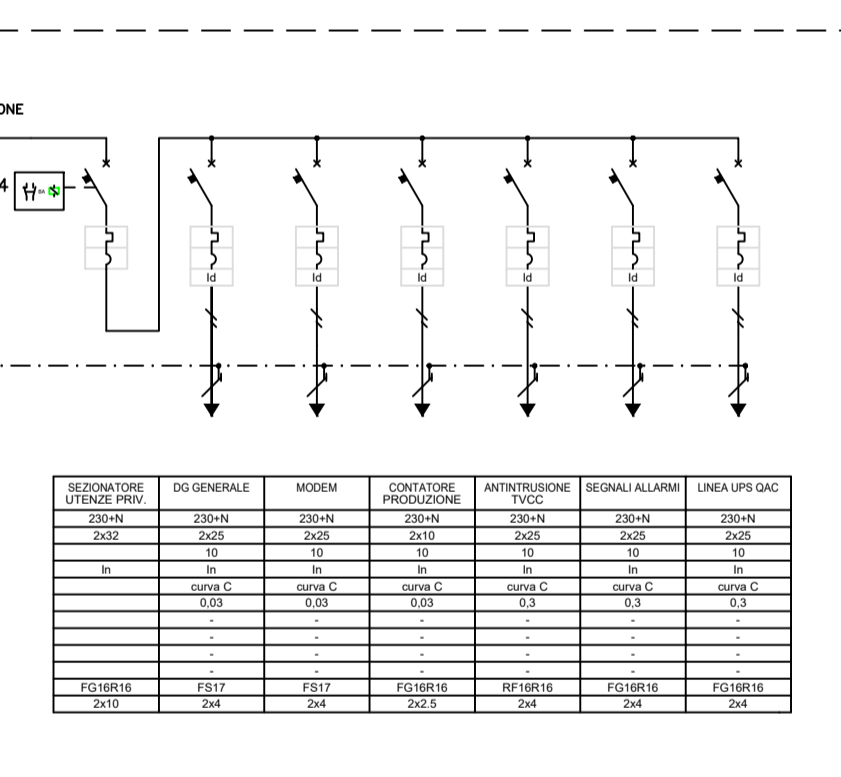 ONE
4
Id Id Id Id Id Id
SEZIONATORE UTENZE PRIV. DG GENERALE MODEM CONTATORE PRODUZIONE ANTINTRUSIONE TVCC SEGNALI ALLARMI LINEA UPS QAC
230+N 230+N 230+N 230+N 230+N 230+N 230+N
2x32 2x25 2x25 2x10 2x25 2x25 2x25
10 10 10 10 10 10
In In In In In In In
curva C curva C curva C curva C curva C curva C
0,03 0,03 0,03 0,3 0,3 0,3
- - - - - -
- - - - - -
- - - - - -
- - - - - -
FG16R16 FS17 FS17 FG16R16 RF16R16 FG16R16 FG16R16
2x10 2x4 2x4 2x2.5 2x4 2x4 2x4